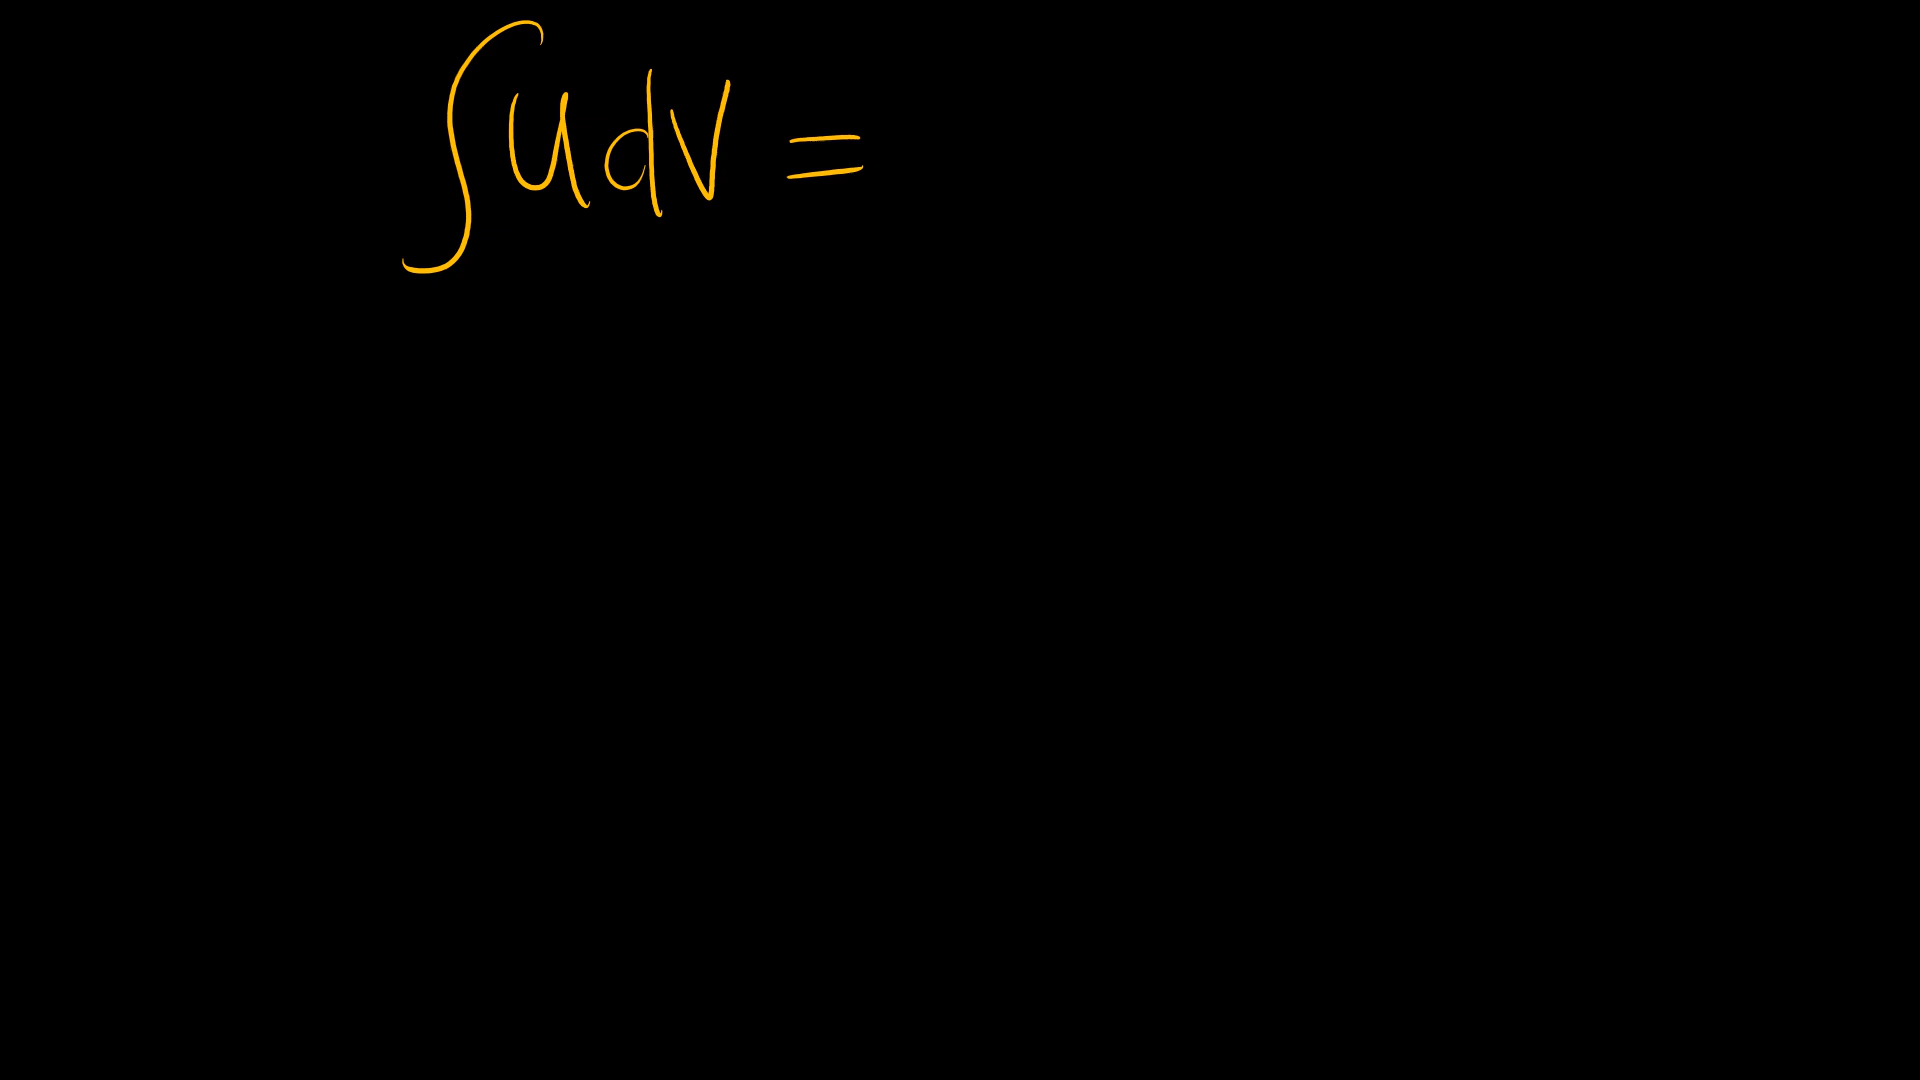 ∫udv =